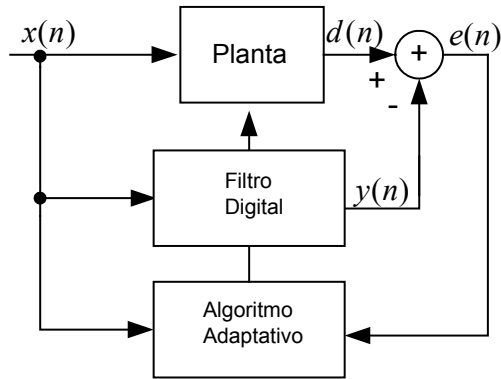 x(n)
Planta
d(n)
+
e(n)
+
-
Filtro
Digital
y(n)
Algoritmo
Adaptativo